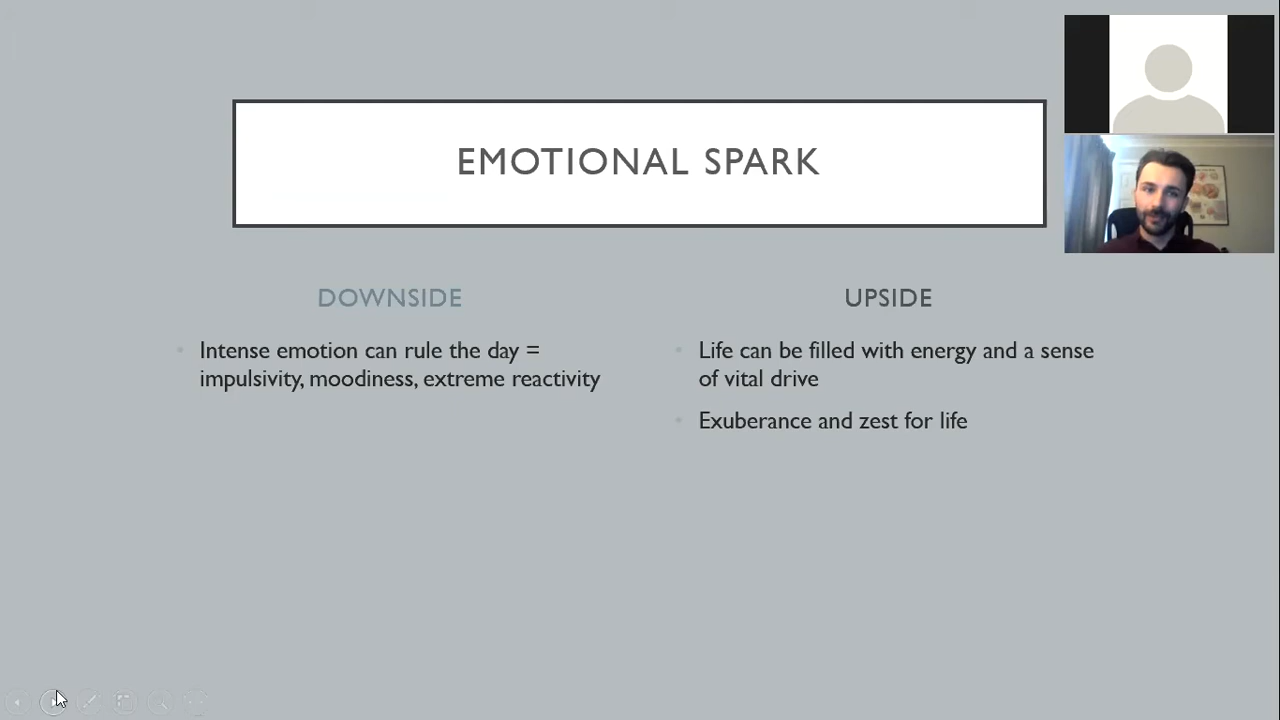 EMOTIONAL SPARK
DOWNSIDE
Intense emotion can rule the day =
impulsivity, moodiness, extreme reactivity
UPSIDE
Life can be filled with energy and a sense
of vital drive
Exuberance and zest for life